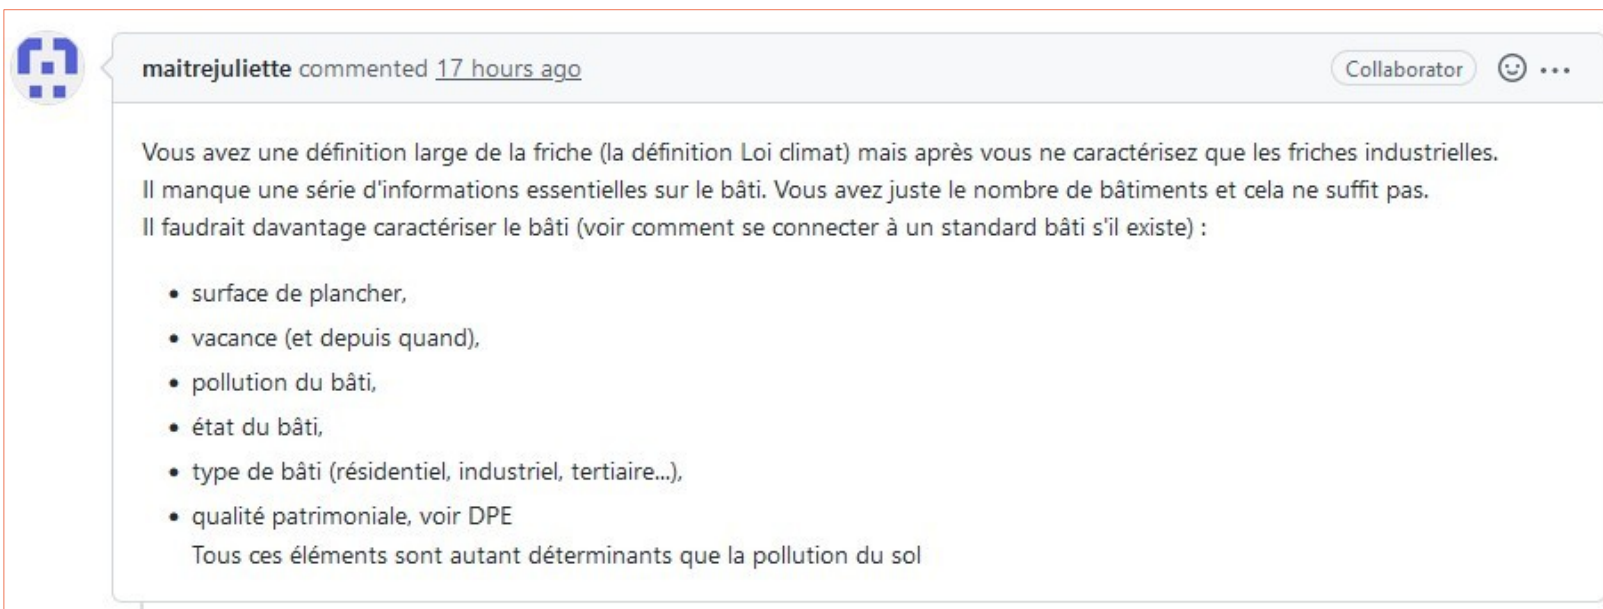 maitrejuliette commented 17 hours ago Collaborator
Vous avez une définition large de la friche (la définition Loi climat) mais après vous ne caractérisez que les friches industrielles.
Il manque une série d'informations essentielles sur le bâti. Vous avez juste le nombre de bâtiments et cela ne suffit pas.
Il faudrait davantage caractériser le bâti (voir comment se connecter à un standard bâti s'il existe) :
• surface de plancher,
• vacance (et depuis quand),
• pollution du bâti,
• état du bâti,
• type de bâti (résidentiel, industriel, tertiaire...),
• qualité patrimoniale, voir DPE
Tous ces éléments sont autant déterminants que la pollution du sol